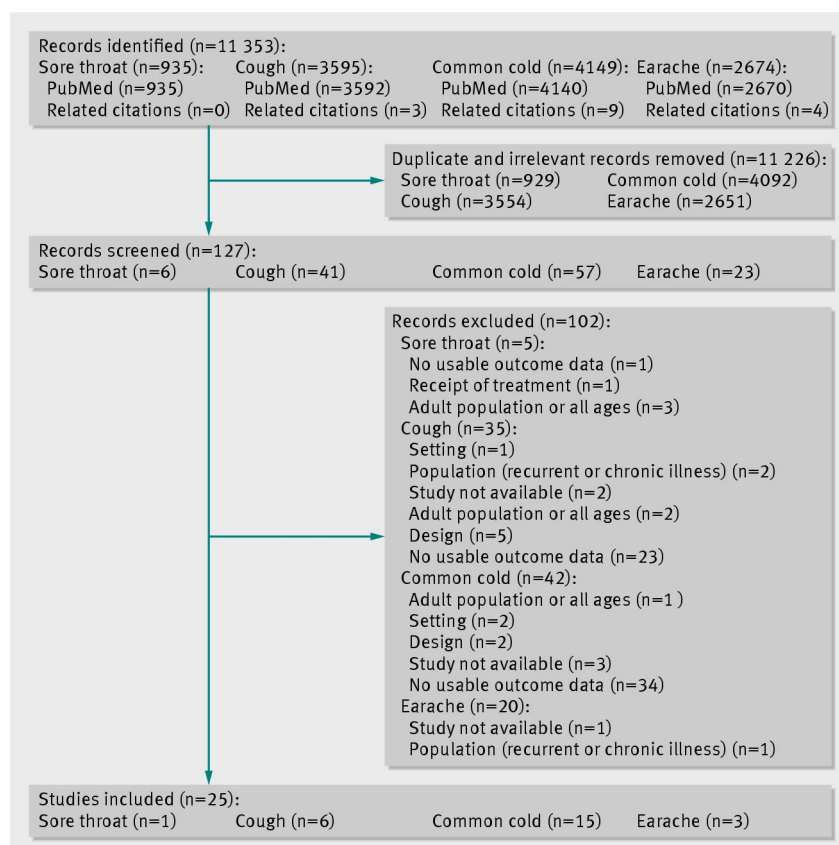 Records identified (n=11 353):
Sore throat (n=935): Cough (n=3595): Common cold (n=4149): Earache (n=2674):
PubMed (n=935) PubMed (n=3592) PubMed (n=4140) PubMed (n=2670)
Related citations (n=0) Related citations (n=3) Related citations (n=9) Related citations (n=4)
Duplicate and irrelevant records removed (n=11 226):
Sore throat (n=929) Common cold (n=4092)
Cough (n=3554) Earache (n=2651)
Records screened (n=127):
Sore throat (n=6) Cough (n=41) Common cold (n=57) Earache (n=23)
Records excluded (n=102):
Sore throat (n=5):
No usable outcome data (n=1)
Receipt of treatment (n=1)
Adult population or all ages (n=3)
Cough (n=35):
Setting (n=1)
Population (recurrent or chronic illness) (n=2)
Study not available (n=2)
Adult population or all ages (n=2)
Design (n=5)
No usable outcome data (n=23)
Common cold (n=42):
Adult population or all ages (n=1 )
Setting (n=2)
Design (n=2)
Study not available (n=3)
No usable outcome data (n=34)
Earache (n=20):
Study not available (n=1)
Population (recurrent or chronic illness) (n=1)
Studies included (n=25):
Sore throat (n=1) Cough (n=6) Common cold (n=15) Earache (n=3)